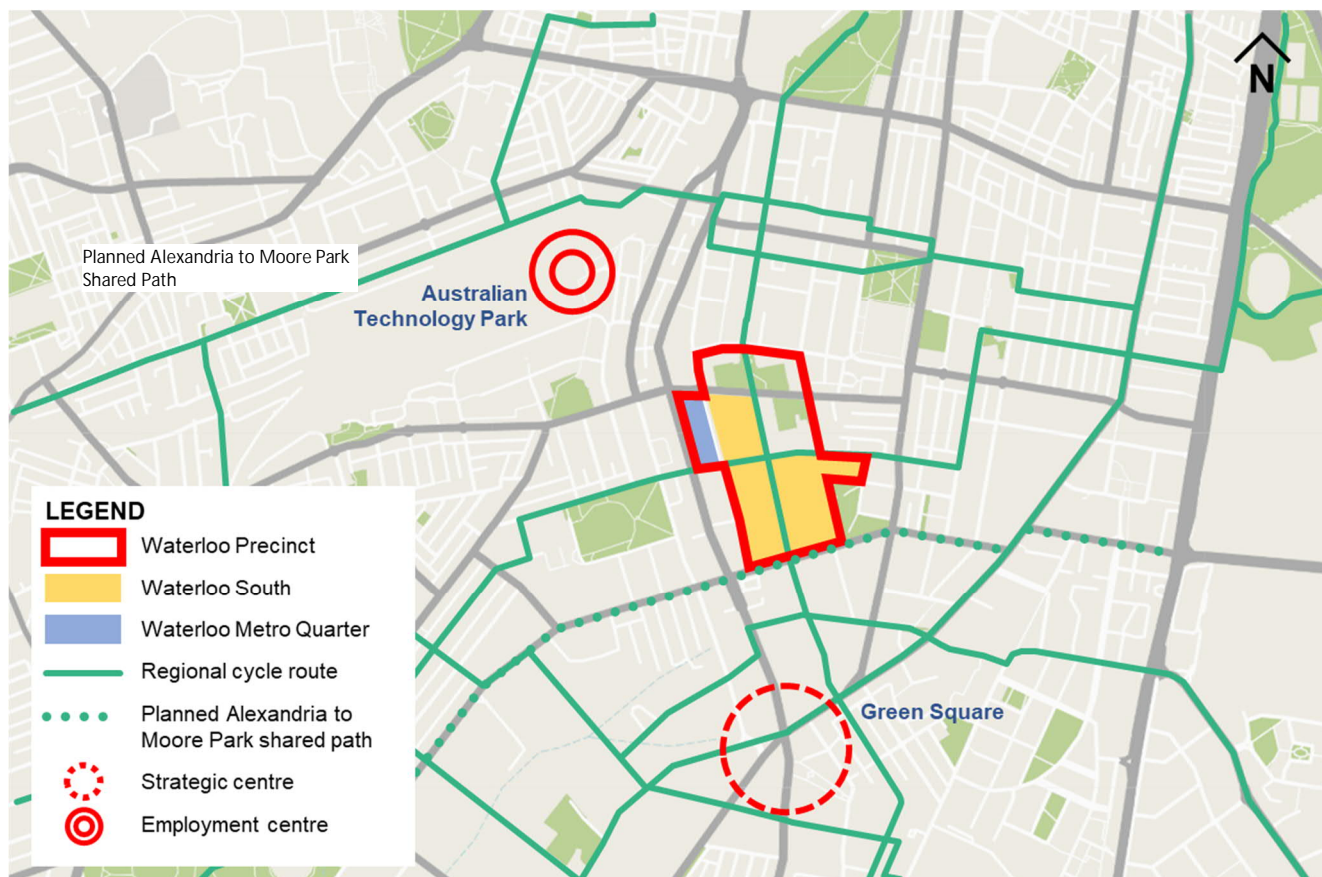 N
Planned Alexandria to Moore Park
Shared Path
Australian
Technology Park
Green Square
LEGEND
Waterloo Precinct
Waterloo South
Waterloo Metro Quarter
Regional cycle route
Planned Alexandria to
Moore Park shared path
Strategic centre
Employment centre